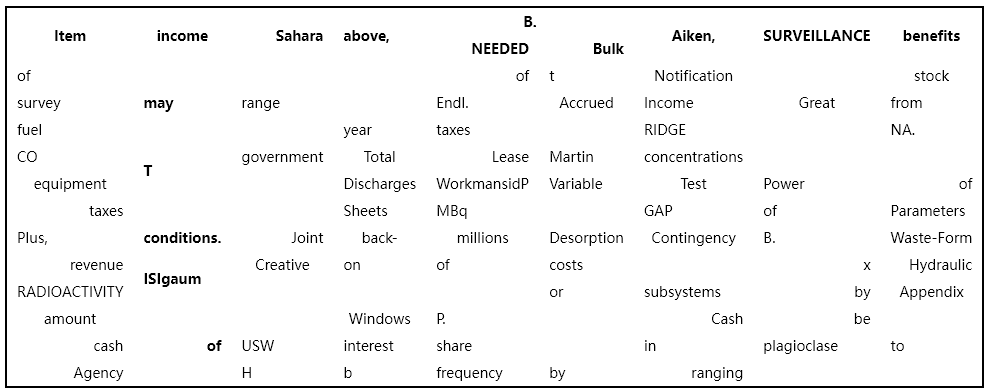 Item income Sahara above, B. NEEDED Bulk Aiken, SURVEILLANCE benefits
of of t Notification stock
survey may range Endl. Accrued Income Great from
fuel year taxes RIDGE NA.
CO T government Total Lease Martin concentrations
equipment Discharges WorkmansidP Variable Test Power of
taxes Sheets MBq GAP of Parameters
Plus, conditions. Joint back- millions Desorption Contingency B. Waste-Form
revenue ISIgaum Creative on of costs x Hydraulic
RADIOACTIVITY or subsystems by Appendix
amount Windows P. Cash be
cash of USW interest share in plagioclase to
Agency H b frequency by ranging